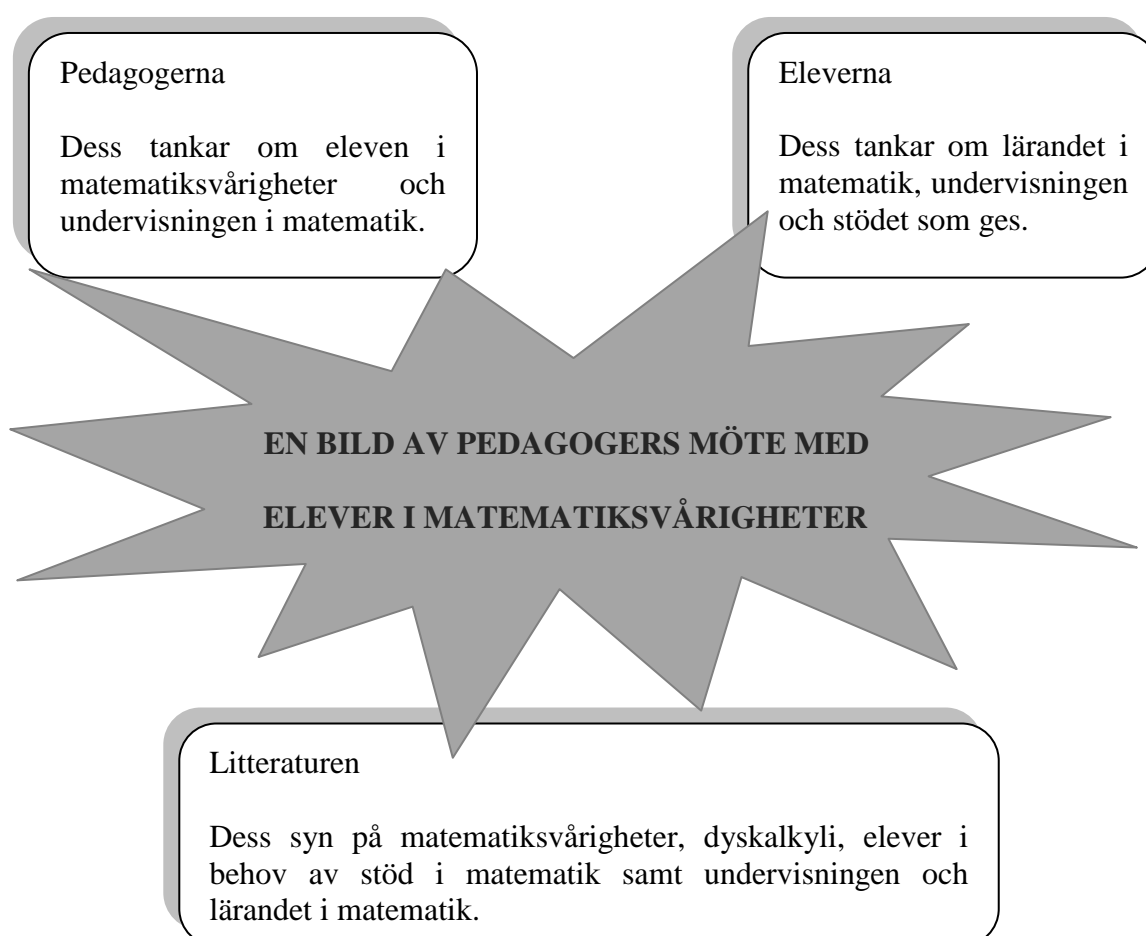 Pedagogerna
Dess tankar om eleven i
matematiksvårigheter och
undervisningen i matematik.
Eleverna
Dess tankar om lärandet i
matematik, undervisningen
och stödet som ges.
EN BILD AV PEDAGOGERS MÖTE MED
ELEVER I MATEMATIKSVÅRIGHETER
Litteraturen
Dess syn på matematiksvårigheter, dyskalkyli, elever i
behov av stöd i matematik samt undervisningen och
lärandet i matematik.